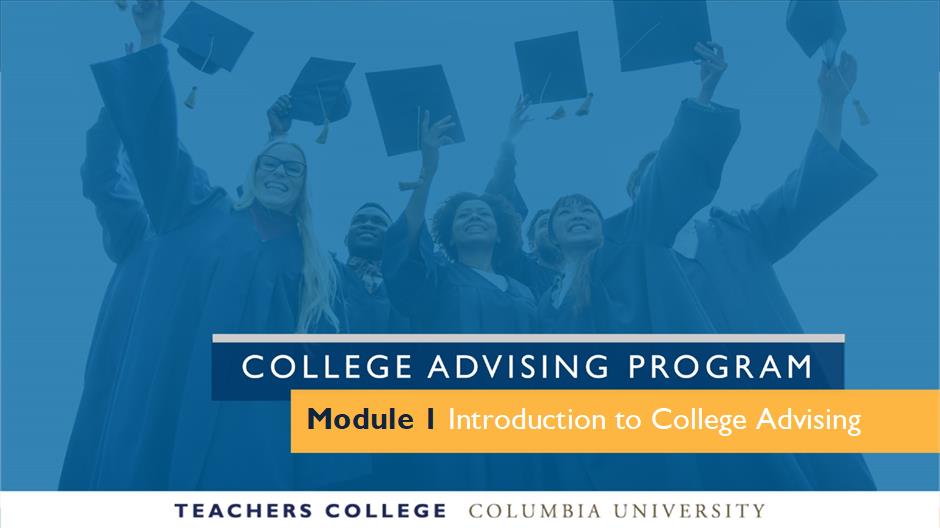 COLLEGE ADVISING PROGRAM
Module 1 Introduction to College Advising
TEACHERS COLLEGE COLUMBIA UNIVERSITY